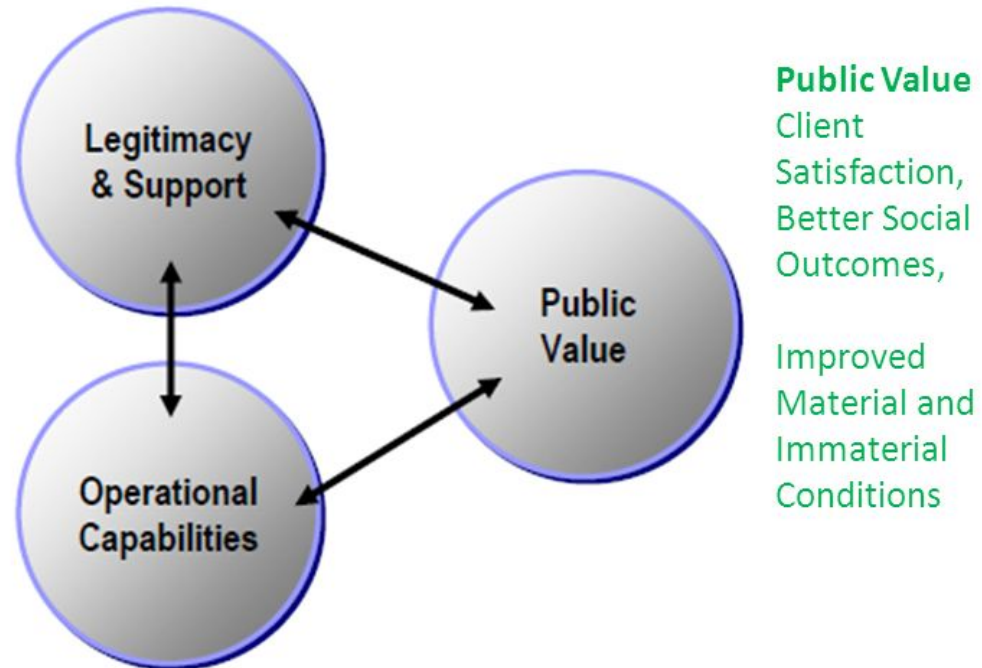 Legitimacy
& Support
Operational
Capabilities
Public
Value
Public Value
Client
Satisfaction,
Better Social
Outcomes,
Improved
Material and
Immaterial
Conditions